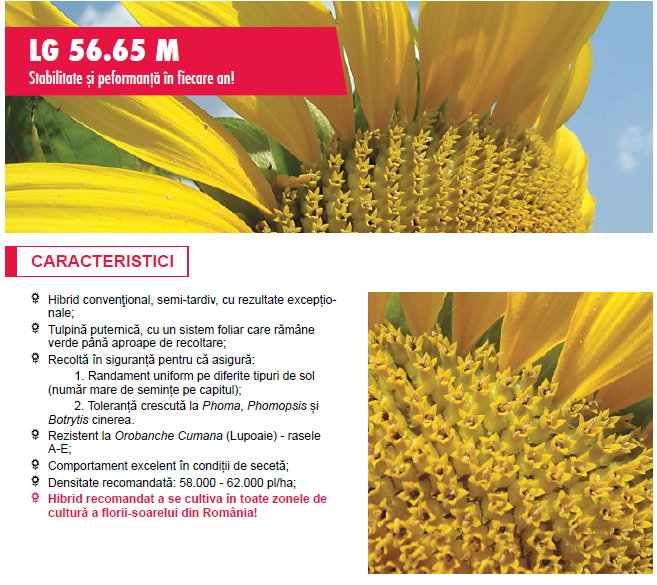 LG 56.65 M
Stabilitate și peformanță în fiecare an!
CARACTERISTICI
Hibrid convenţional, semi-tardiv, cu rezultate excepțio-
nale;
Tulpină puternică, cu un sistem foliar care rămâne
verde până aproape de recoltare;
Recoltă în siguranță pentru că asigură:
1. Randament uniform pe diferite tipuri de sol
(număr mare de semințe pe capitul);
2. Toleranță crescută la Phoma, Phomopsis și
Botrytis cinerea.
Rezistent la Orobanche Cumana (Lupoaie) - rasele
A-E;
Comportament excelent în condiții de secetă;
Densitate recomandată: 58.000 - 62.000 pl/ha;
Hibrid recomandat a se cultiva în toate zonele de
cultură a florii-soarelui din România!